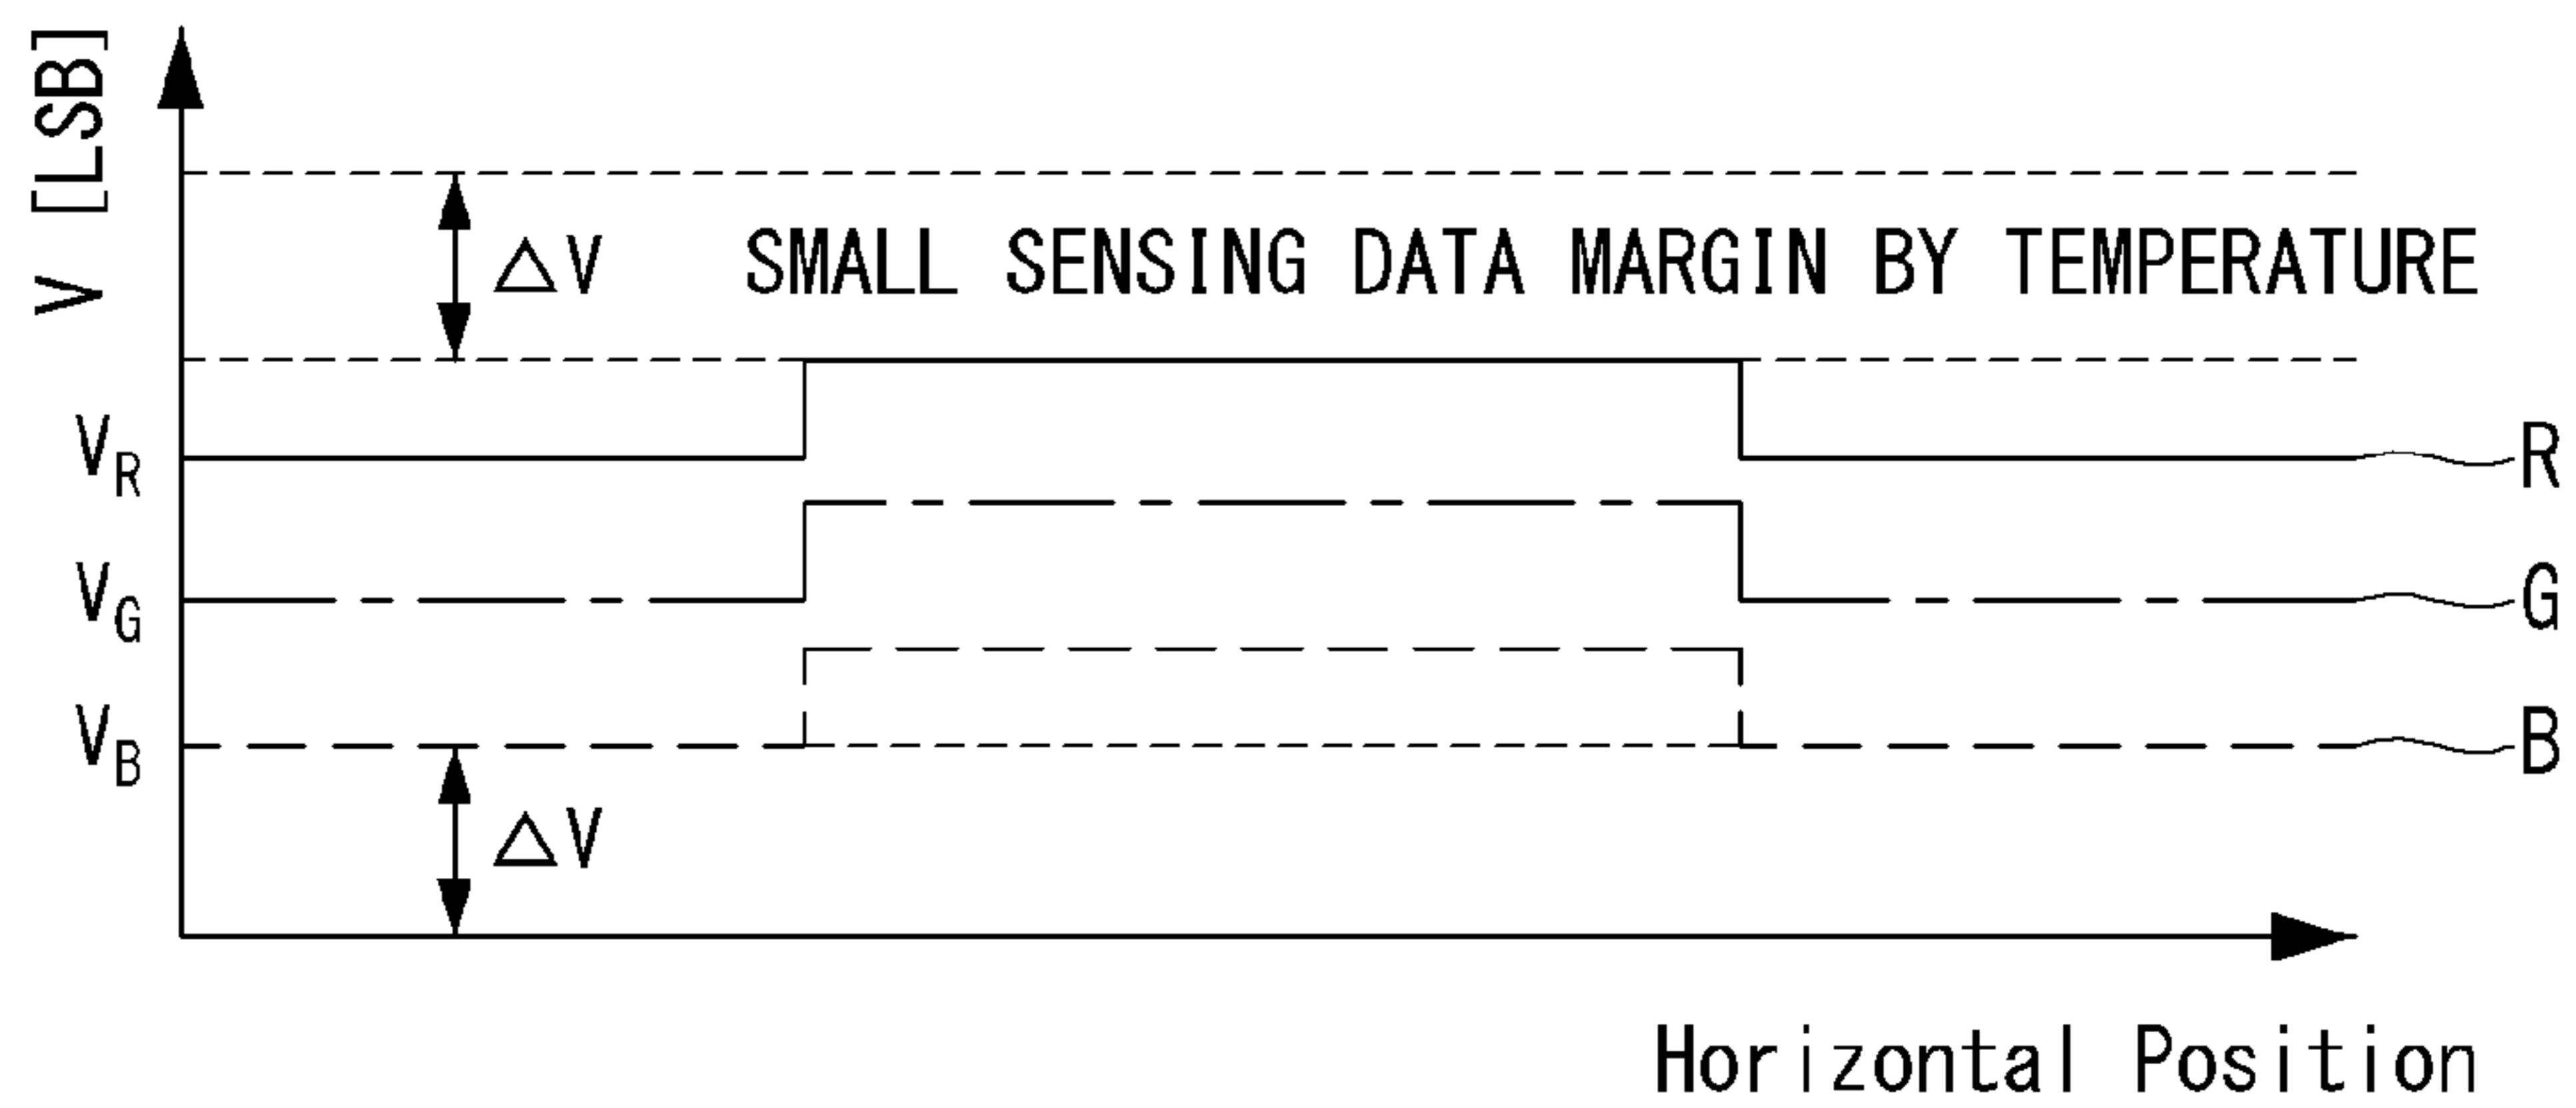 V [LSB]
△V SMALL SENSING DATA MARGIN BY TEMPERATURE
VR
R
VG
G
VB
B
△V
Horizontal Position